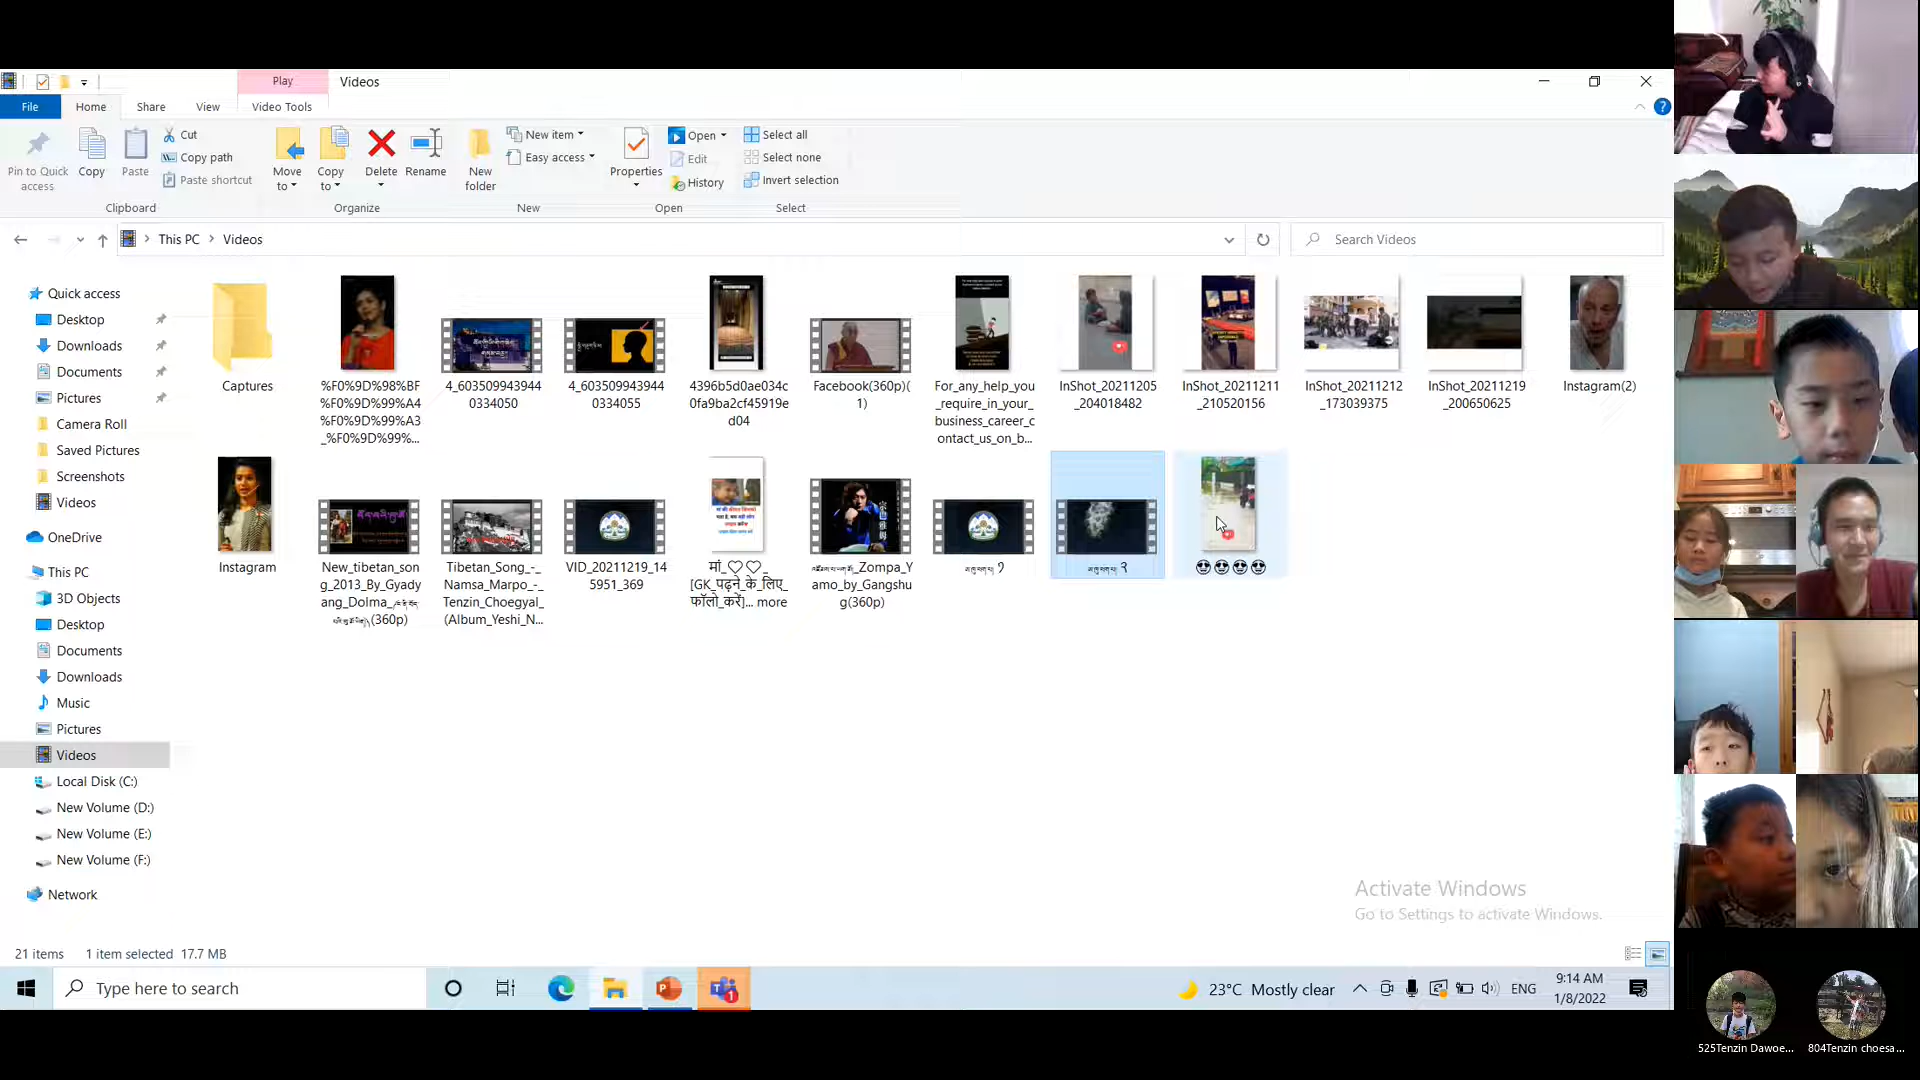 Play
Videos
File
Home
Share
View
Video Tools
Pin to Quick access
Copy
Paste
Cut
Copy path
Paste shortcut
Clipboard
Move to
Copy to
Delete
Rename
Organize
New folder
New item
Easy access
New
Properties
Open
Edit
History
Open
Select all
Select none
Invert selection
Select
This PC
Videos
Search Videos
Quick access
Desktop
Downloads
Documents
Pictures
Camera Roll
Saved Pictures
Screenshots
Videos
OneDrive
This PC
3D Objects
Desktop
Documents
Downloads
Music
Pictures
Videos
Local Disk (C:)
New Volume (D:)
New Volume (E:)
New Volume (F:)
Network
Captures
%F0%9D%98%BF
%F0%9D%99%A4
%F0%9D%99%A3
_%F0%9D%99%...
4_603509943944
0334050
4_603509943944
0334055
4396b5d0ae034c
0fa9ba2cf45919e
d04
Facebook(360p)(
1)
For_any_help_you
_require_in_your_
business_career_c
ontact_us_on_b...
InShot_20211205
_204018482
InShot_20211211
_210520156
InShot_20211212
_173039375
InShot_20211219
_200650625
Instagram(2)
Instagram
New_tibetan_son
g_2013_By_Gyady
ang_Dolma_
(360p)
Tibetan_Song_-_
Namsa_Marpo_-_
Tenzin_Choegyal_
(Album_Yeshi_N...
VID_20211219_14
5951_369
मां_♡♡_
[GK_पढ़ने_के_लिए_
फॉलो_करें]... more
_Zompa_Y
amo_by_Gangshu
g(360p)
😍😍😍😍
Activate Windows
Go to Settings to activate Windows.
21 items
1 item selected 17.7 MB
Type here to search
23°C Mostly clear
ENG
9:14 AM
1/8/2022
525Tenzin Dawoe...
804Tenzin choesa...